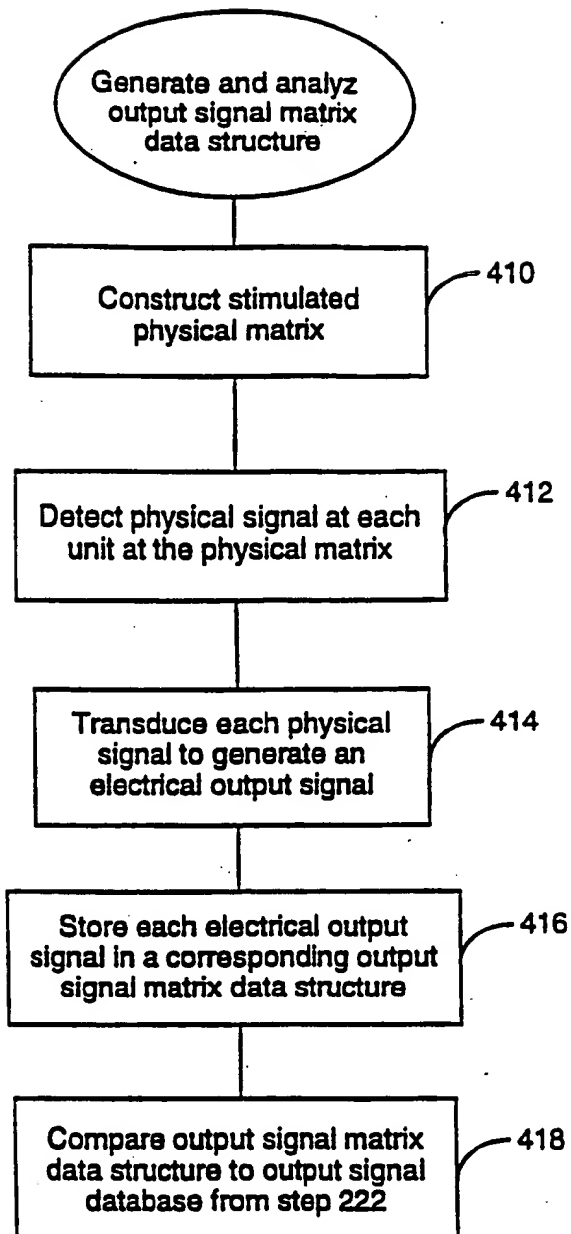 Generate and analyz
output signal matrix
data structure
410
Construct stimulated
physical matrix
412
Detect physical signal at each
unit at the physical matrix
414
Transduce each physical
signal to generate an
electrical output signal
416
Store each electrical output
signal in a corresponding output
signal matrix data structure
418
Compare output signal matrix
data structure to output signal
database from step 222